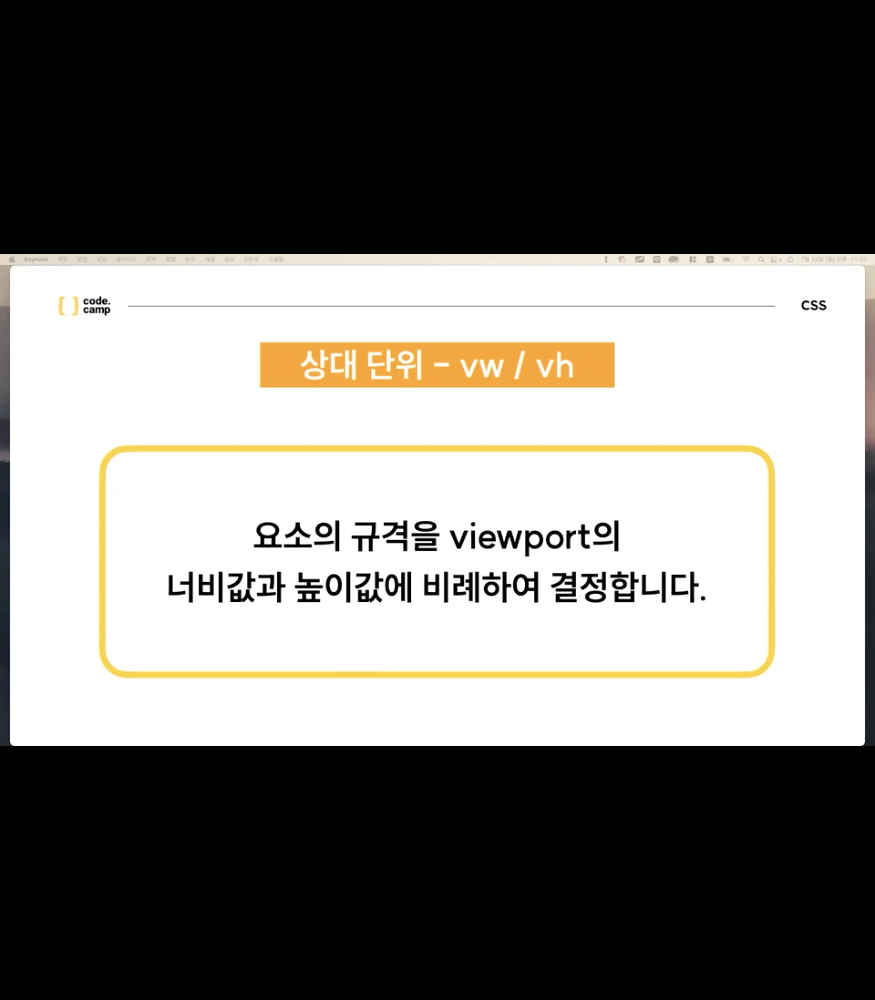 Keynote
{ } code.
camp
CSS
상대 단위 - vw / vh
요소의 규격을 viewport의
너비값과 높이값에 비례하여 결정합니다.